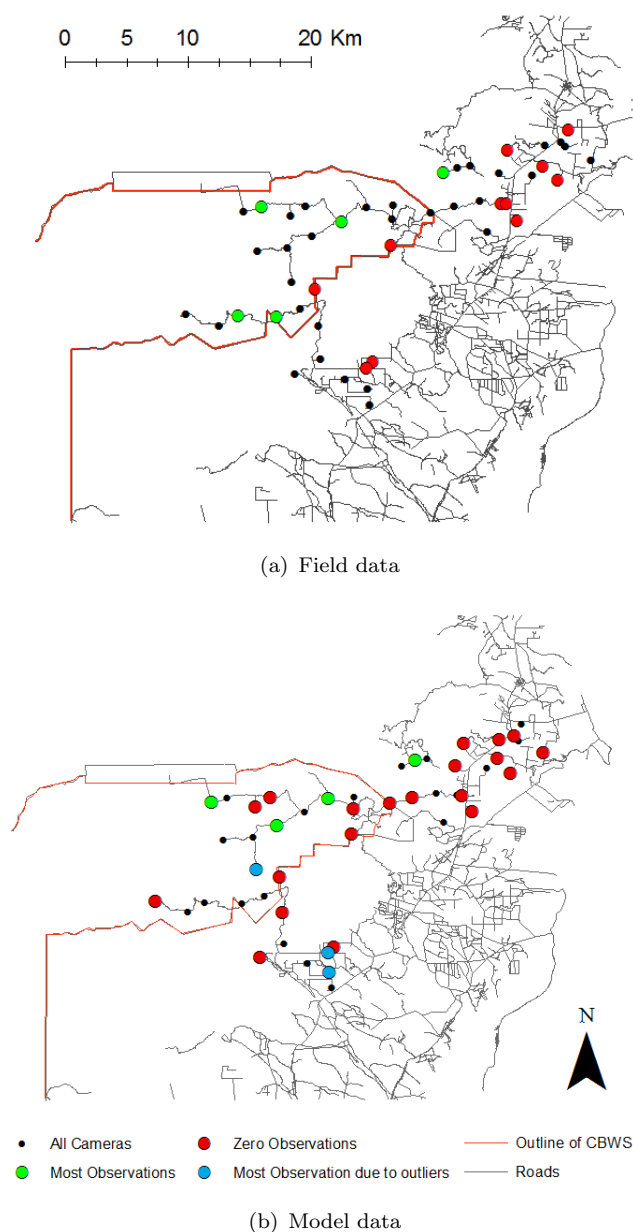 0 5 10 20 Km
(a) Field data
N
All Cameras Zero Observations Outline of CBWS
Most Observations Most Observation due to outliers Roads
(b) Model data